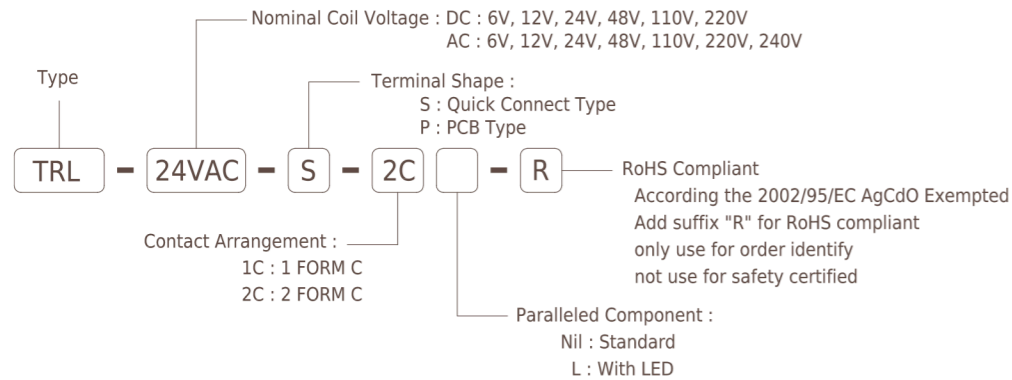 Nominal Coil Voltage : DC : 6V, 12V, 24V, 48V, 110V, 220V
AC : 6V, 12V, 24V, 48V, 110V, 220V, 240V
Type
Terminal Shape :
S : Quick Connect Type
P : PCB Type
TRL - 24VAC - S - 2C - R
RoHS Compliant
According the 2002/95/EC AgCdO Exempted
Add suffix "R" for RoHS compliant
only use for order identify
not use for safety certified
Contact Arrangement :
1C : 1 FORM C
2C : 2 FORM C
Paralleled Component :
Nil : Standard
L : With LED